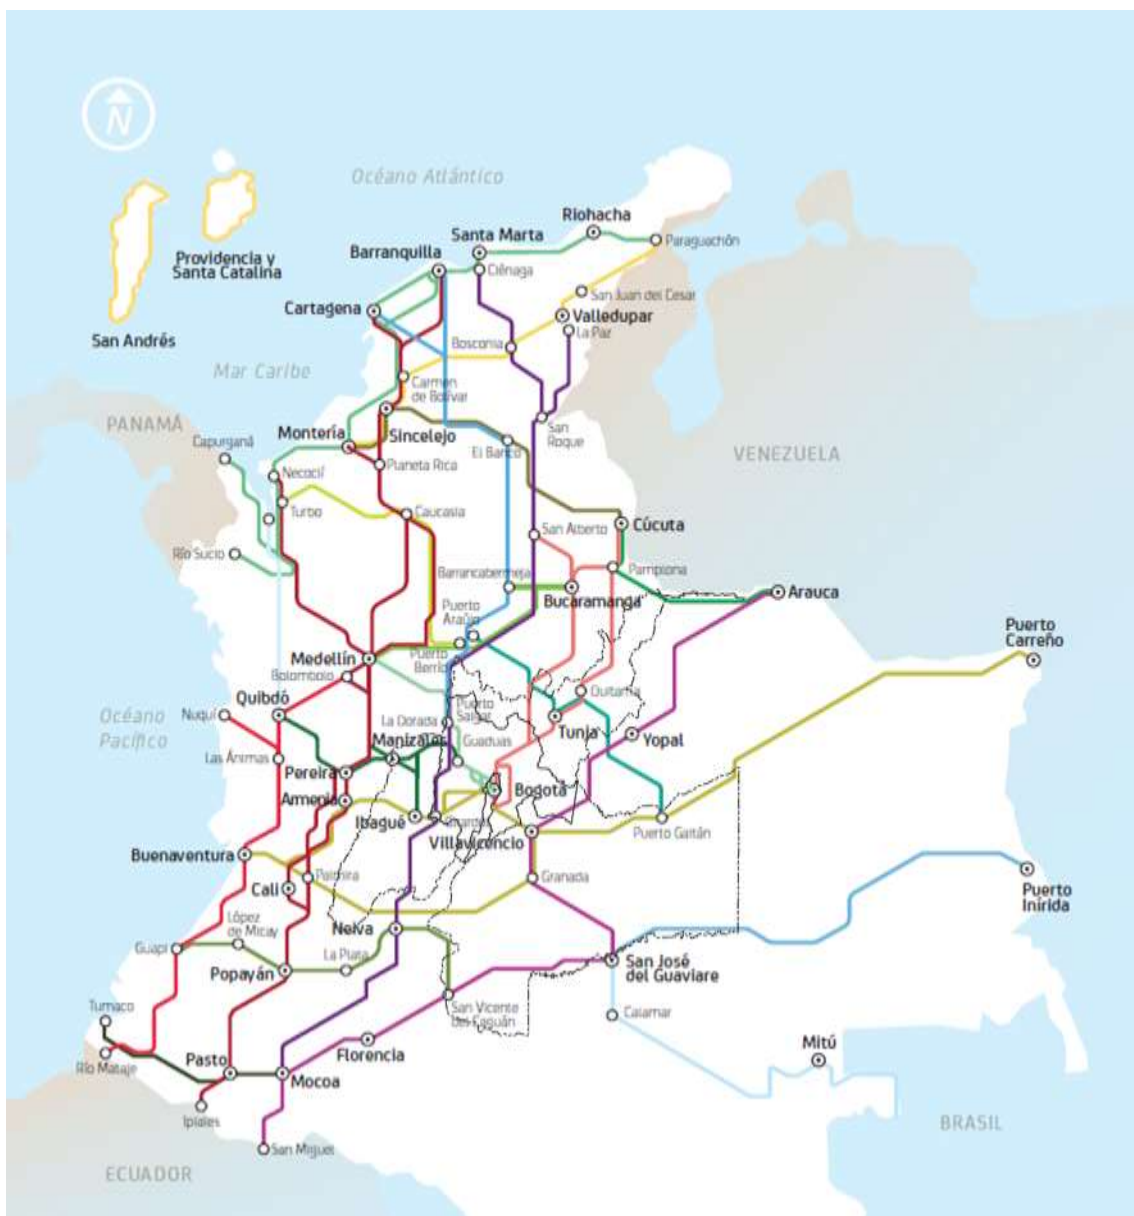 N
Océano Atlántico
Riohacha
Santa Marta
Paraguachón
Barranquilla
Ciénaga
Providencia y
Santa Catalina
San Juan del Cesar
Cartagena
Valledupar
La Paz
San Andrés
Bosconia
Mar Caribe
Carmen
de Bolívar
PANAMÁ
San
Roque
Montería
Sincelejo
Capurganá
El Banco
VENEZUELA
Planeta Rica
Necoclí
Turbo
Caucasia
San Alberto
Cúcuta
Río Sucio
Barrancabermeja
Pamplona
Bucaramanga
Arauca
Puerto
Araújo
Puerto
Carreño
Medellín
Puerto
Berrío
Bolombolo
Quibdó
Duitama
Nuquí
Océano
Pacífico
La Dorada
Puerto
Salgar
Tunja
Yopal
Manizales
Guaduas
Las Ánimas
Pereira
Armenia
Bogotá
Ibagué
Girardot
Puerto Gaitán
Villavicencio
Buenaventura
Palmira
Granada
Cali
Puerto
Inírida
López
de Micay
Neiva
Guapi
La Plata
Popayán
San José
del Guaviare
San Vicente
Del Caguán
Tumaco
Calamar
Mitú
Florencia
Río Mataje
Pasto
Mocoa
Ipiales
San Miguel
BRASIL
ECUADOR